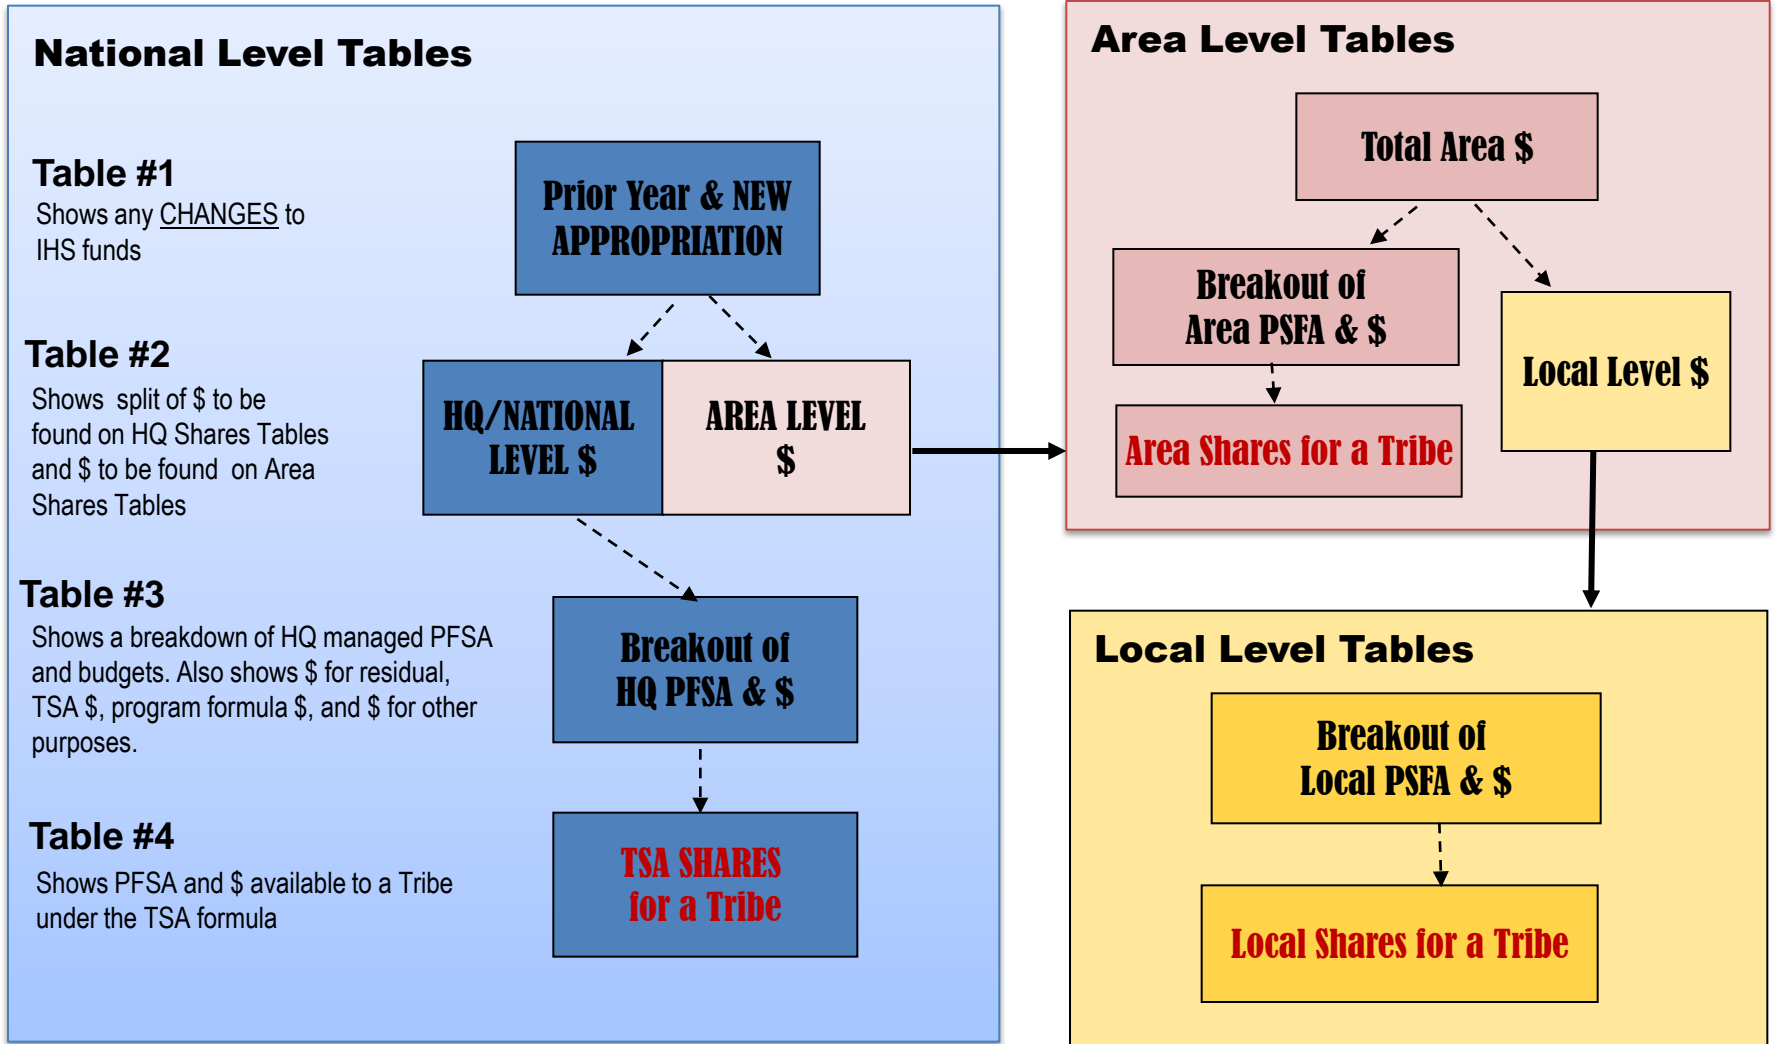 National Level Tables
Table #1
Shows any CHANGES to
IHS funds
Prior Year & NEW
APPROPRIATION
Table #2
Shows split of $ to be
found on HQ Shares Tables
and $ to be found on Area
Shares Tables
HQ/NATIONAL
LEVEL $
AREA LEVEL
$
Table #3
Shows a breakdown of HQ managed PFSA
and budgets. Also shows $ for residual,
TSA $, program formula $, and $ for other
purposes.
Breakout of
HQ PFSA & $
Table #4
Shows PFSA and $ available to a Tribe
under the TSA formula
TSA SHARES
for a Tribe
Area Level Tables
Total Area $
Breakout of
Area PSFA & $
Area Shares for a Tribe
Local Level $
Local Level Tables
Breakout of
Local PSFA & $
Local Shares for a Tribe